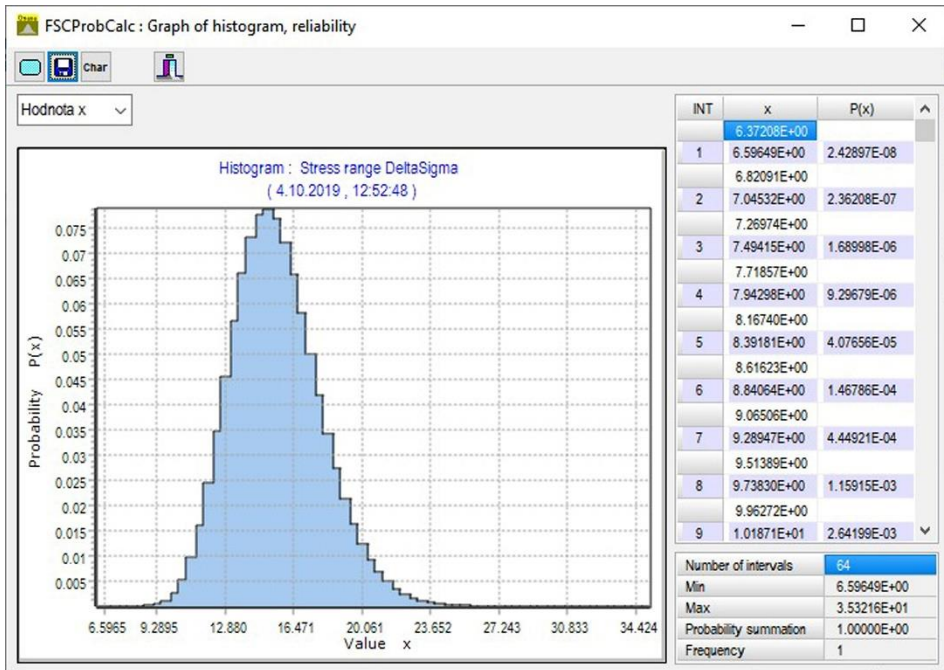 FSCProbCalc : Graph of histogram, reliability
Char
Hodnota x
Histogram : Stress range DeltaSigma
( 4.10.2019 , 12:52:48 )
Probability P(x)
0.075
0.07
0.065
0.06
0.055
0.05
0.045
0.04
0.035
0.03
0.025
0.02
0.015
0.01
0.005
6.5965 9.2895 12.880 16.471 20.061 23.652 27.243 30.833 34.424
Value x
INT x P(x)
6.37208E+00
1 6.59649E+00 2.42897E-08
6.82091E+00
2 7.04532E+00 2.36208E-07
7.26974E+00
3 7.49415E+00 1.68998E-06
7.71857E+00
4 7.94298E+00 9.29679E-06
8.16740E+00
5 8.39181E+00 4.07656E-05
8.61623E+00
6 8.84064E+00 1.46786E-04
9.06506E+00
7 9.28947E+00 4.44921E-04
9.51389E+00
8 9.73830E+00 1.15915E-03
9.96272E+00
9 1.01871E+01 2.64199E-03
Number of intervals 64
Min 6.59649E+00
Max 3.53216E+01
Probability summation 1.00000E+00
Frequency 1